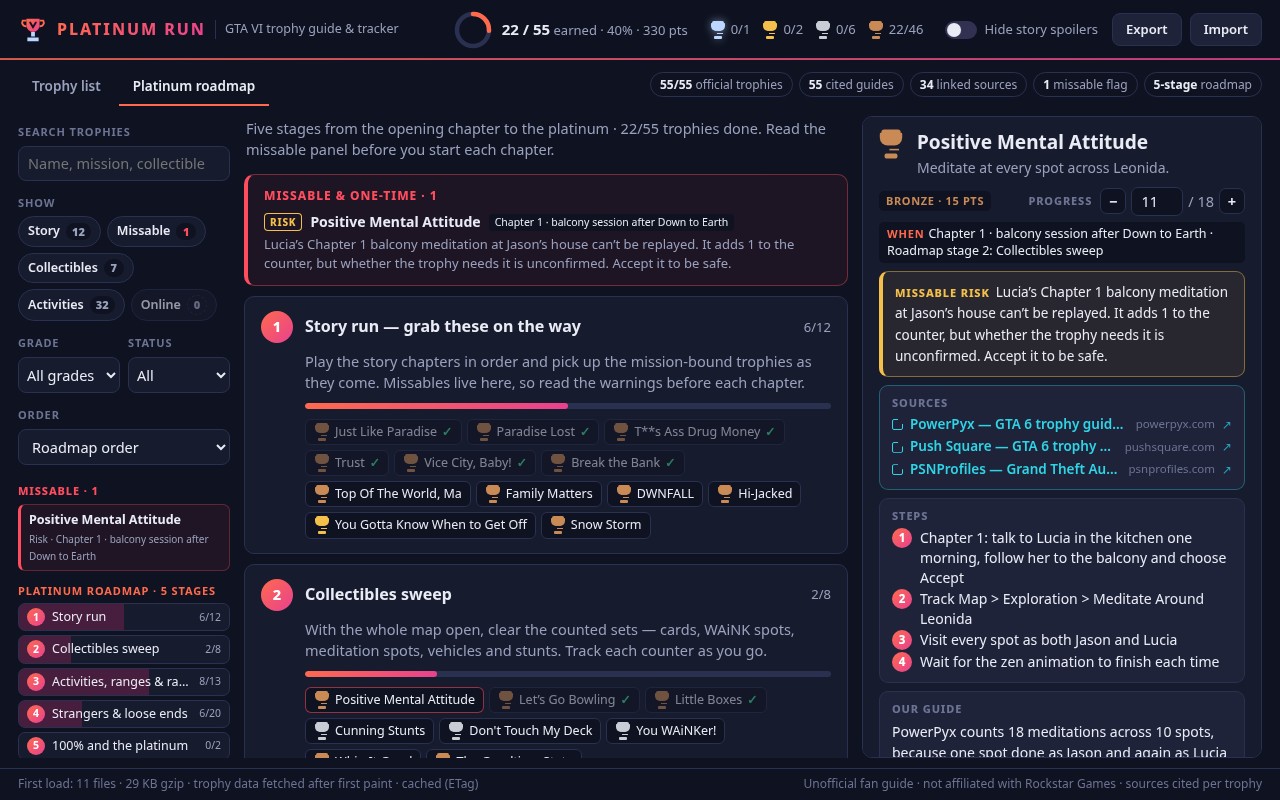 PLATINUM RUN
GTA VI trophy guide & tracker
22 / 55 earned · 40% · 330 pts
0/1
0/2
0/6
22/46
Hide story spoilers
Export
Import
Trophy list
Platinum roadmap
55/55 official trophies
55 cited guides
34 linked sources
1 missable flag
5-stage roadmap
SEARCH TROPHIES
Name, mission, collectible
SHOW
Story 12
Missable 1
Collectibles 7
Activities 32
Online 0
GRADE
STATUS
All grades
All
ORDER
Roadmap order
MISSABLE · 1
Positive Mental Attitude
Risk · Chapter 1 · balcony session after
Down to Earth
PLATINUM ROADMAP · 5 STAGES
1 Story run 6/12
2 Collectibles sweep 2/8
3 Activities, ranges & ra... 8/13
4 Strangers & loose ends 6/20
5 100% and the platinum 0/2
Five stages from the opening chapter to the platinum · 22/55 trophies done. Read the
missable panel before you start each chapter.
MISSABLE & ONE-TIME · 1
RISK Positive Mental Attitude Chapter 1 · balcony session after Down to Earth
Lucia’s Chapter 1 balcony meditation at Jason’s house can’t be replayed. It adds 1 to the
counter, but whether the trophy needs it is unconfirmed. Accept it to be safe.
1 Story run — grab these on the way 6/12
Play the story chapters in order and pick up the mission-bound trophies as
they come. Missables live here, so read the warnings before each chapter.
Just Like Paradise ✓
Paradise Lost ✓
T**s Ass Drug Money ✓
Trust ✓
Vice City, Baby! ✓
Break the Bank ✓
Top Of The World, Ma
Family Matters
DWNFALL
Hi-Jacked
You Gotta Know When to Get Off
Snow Storm
2 Collectibles sweep 2/8
With the whole map open, clear the counted sets — cards, WAiNK spots,
meditation spots, vehicles and stunts. Track each counter as you go.
Positive Mental Attitude
Let’s Go Bowling ✓
Little Boxes ✓
Cunning Stunts
Don't Touch My Deck
You WAiNKer!
Positive Mental Attitude
Meditate at every spot across Leonida.
BRONZE · 15 PTS
PROGRESS − 11 / 18 +
WHEN Chapter 1 · balcony session after Down to Earth ·
Roadmap stage 2: Collectibles sweep
MISSABLE RISK Lucia’s Chapter 1 balcony meditation
at Jason’s house can’t be replayed. It adds 1 to the
counter, but whether the trophy needs it is
unconfirmed. Accept it to be safe.
SOURCES
PowerPyx — GTA 6 trophy guid... powerpyx.com ↗
Push Square — GTA 6 trophy ... pushsquare.com ↗
PSNProfiles — Grand Theft Au... psnprofiles.com ↗
STEPS
1 Chapter 1: talk to Lucia in the kitchen one
morning, follow her to the balcony and choose
Accept
2 Track Map > Exploration > Meditate Around
Leonida
3 Visit every spot as both Jason and Lucia
4 Wait for the zen animation to finish each time
OUR GUIDE
PowerPyx counts 18 meditations across 10 spots,
because one spot done as Jason and again as Lucia
First load: 11 files · 29 KB gzip · trophy data fetched after first paint · cached (ETag)
Unofficial fan guide · not affiliated with Rockstar Games · sources cited per trophy